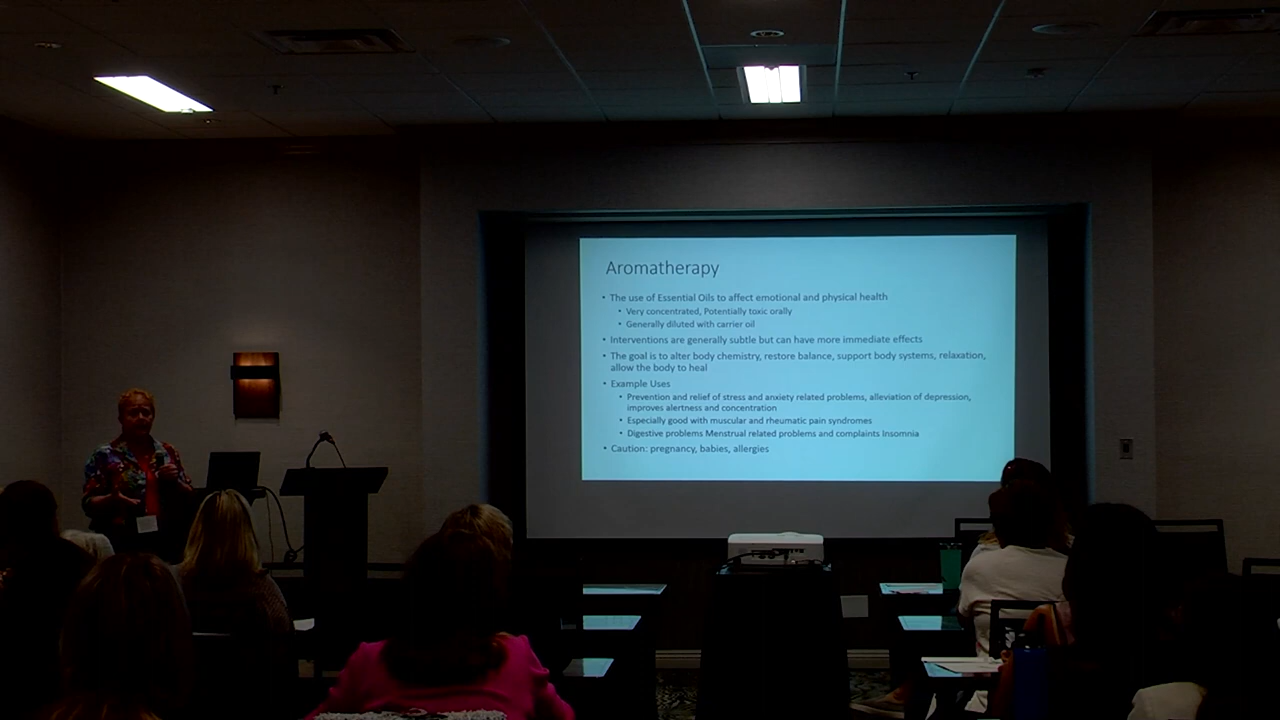 Aromatherapy
• The use of Essential Oils to affect emotional and physical health
• Very concentrated, Potentially toxic orally
• Generally diluted with carrier oil
• Interventions are generally subtle but can have more immediate effects
• The goal is to alter body chemistry, restore balance, support body systems, relaxation,
allow the body to heal
• Example Uses
• Prevention and relief of stress and anxiety related problems, alleviation of depression,
improves alertness and concentration
• Especially good with muscular and rheumatic pain syndromes
• Digestive problems Menstrual related problems and complaints Insomnia
• Caution: pregnancy, babies, allergies